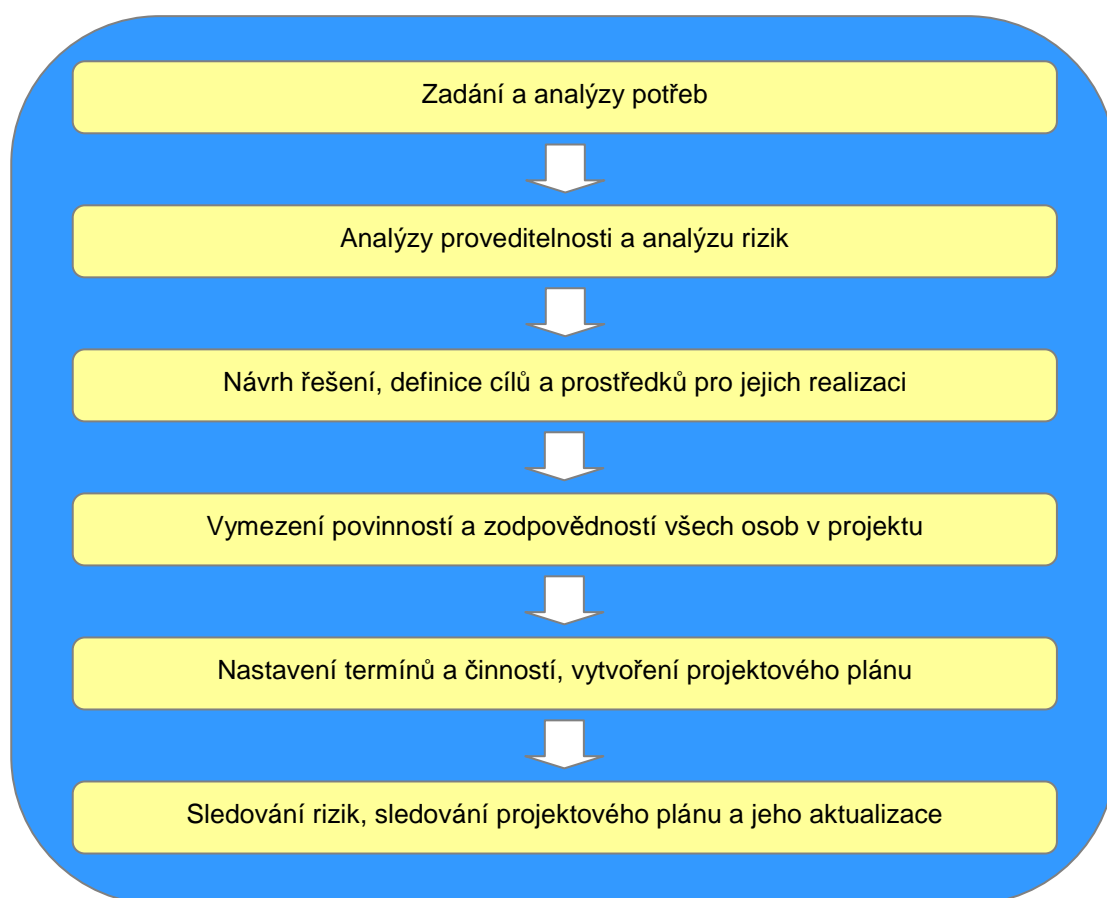 Zadání a analýzy potřeb
Analýzy proveditelnosti a analýzu rizik
Návrh řešení, definice cílů a prostředků pro jejich realizaci
Vymezení povinností a zodpovědností všech osob v projektu
Nastavení termínů a činností, vytvoření projektového plánu
Sledování rizik, sledování projektového plánu a jeho aktualizace